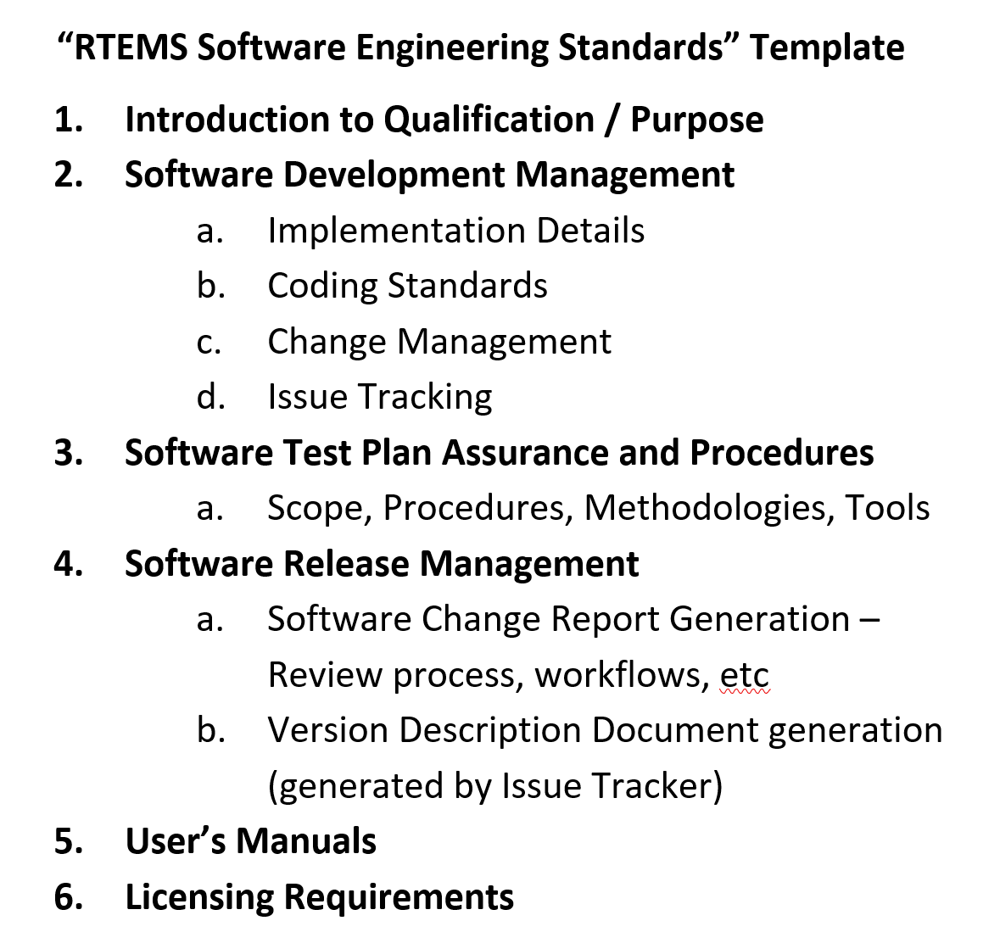 “RTEMS Software Engineering Standards” Template
1. Introduction to Qualification / Purpose
2. Software Development Management
a. Implementation Details
b. Coding Standards
c. Change Management
d. Issue Tracking
3. Software Test Plan Assurance and Procedures
a. Scope, Procedures, Methodologies, Tools
4. Software Release Management
a. Software Change Report Generation –
Review process, workflows, etc
b. Version Description Document generation
(generated by Issue Tracker)
5. User’s Manuals
6. Licensing Requirements